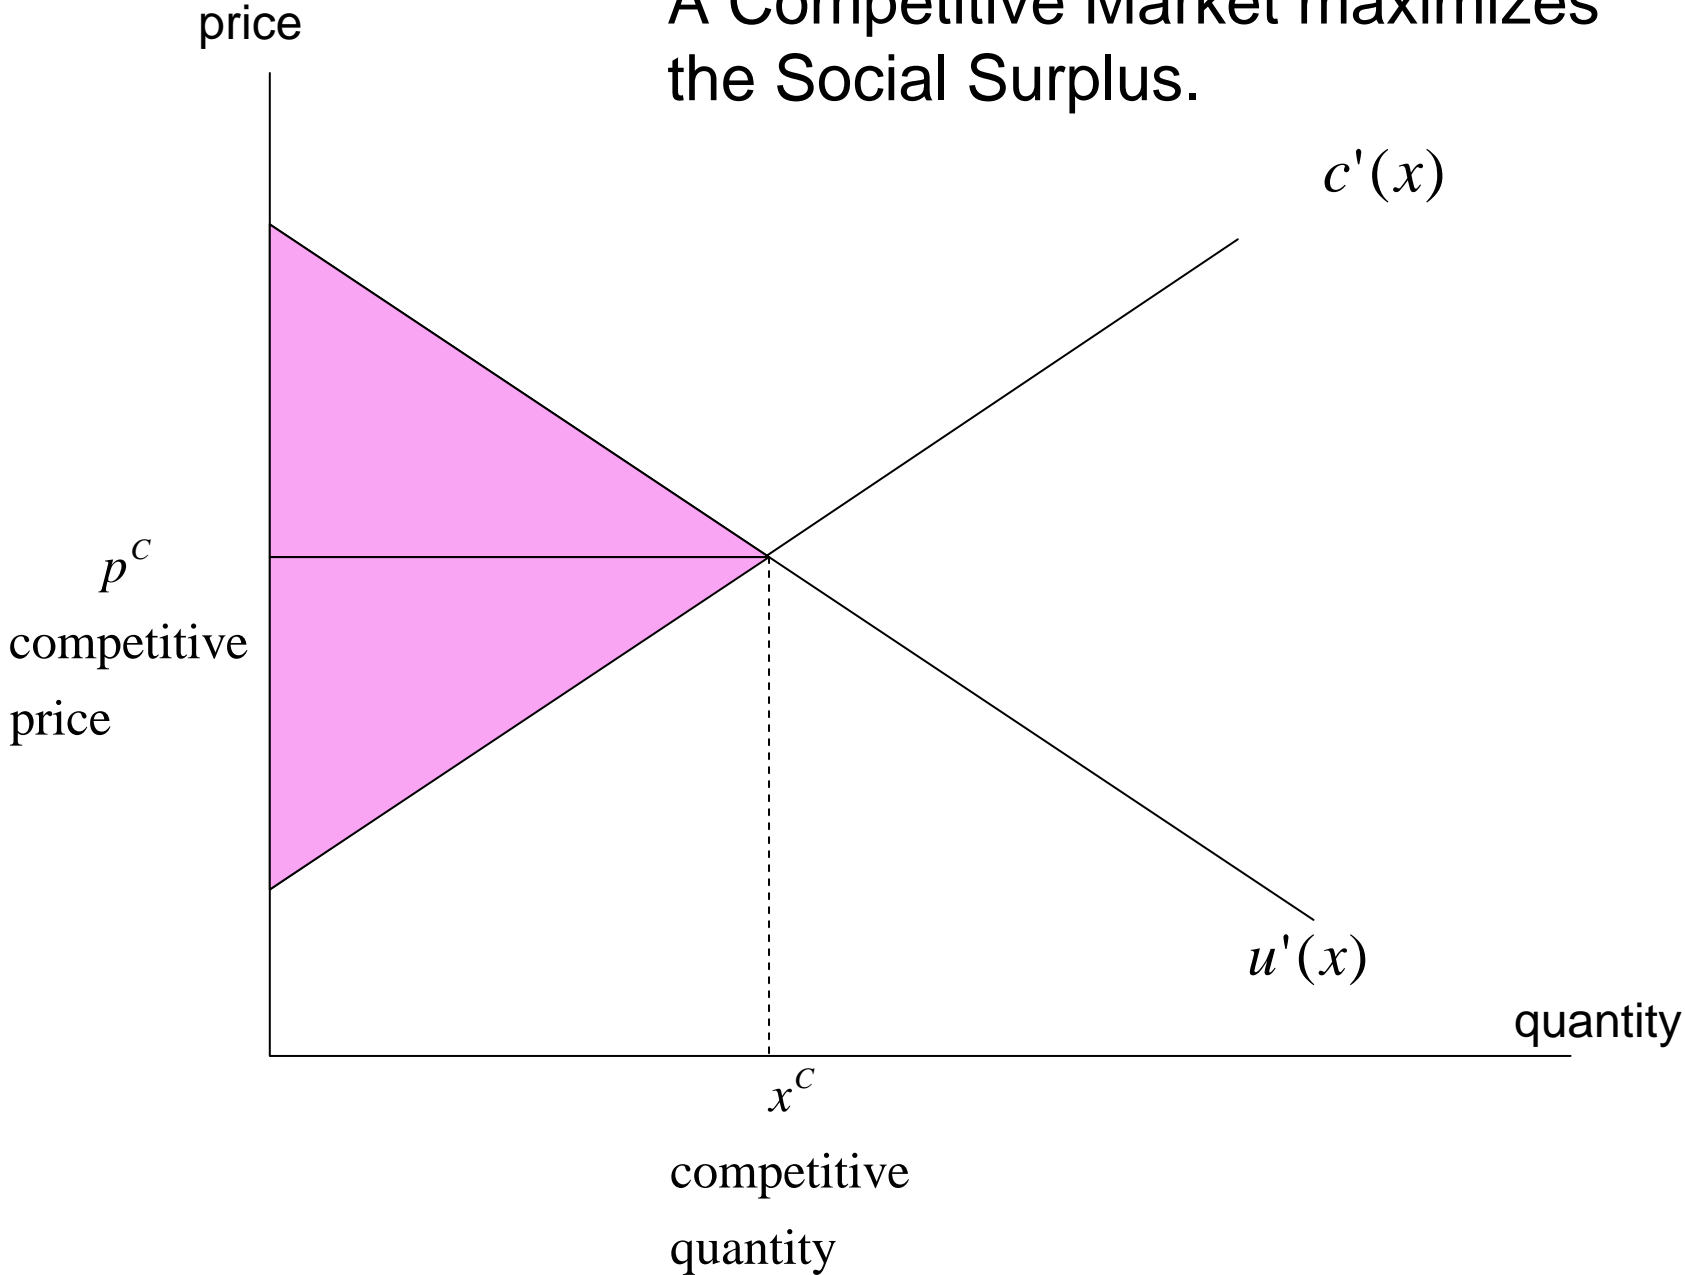 price
A Competitive Market maximizes
the Social Surplus.
c'(x)
p^C
competitive
price
u'(x)
quantity
x^C
competitive
quantity